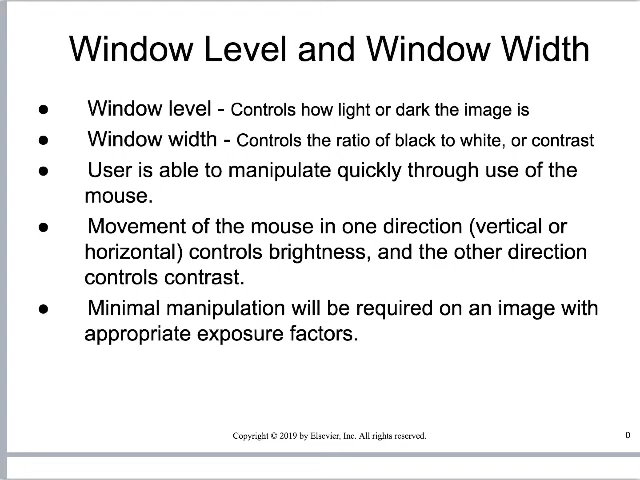 Window Level and Window Width
● Window level - Controls how light or dark the image is
● Window width - Controls the ratio of black to white, or contrast
● User is able to manipulate quickly through use of the
mouse.
● Movement of the mouse in one direction (vertical or
horizontal) controls brightness, and the other direction
controls contrast.
● Minimal manipulation will be required on an image with
appropriate exposure factors.
Copyright © 2019 by Elsevier, Inc. All rights reserved.
0